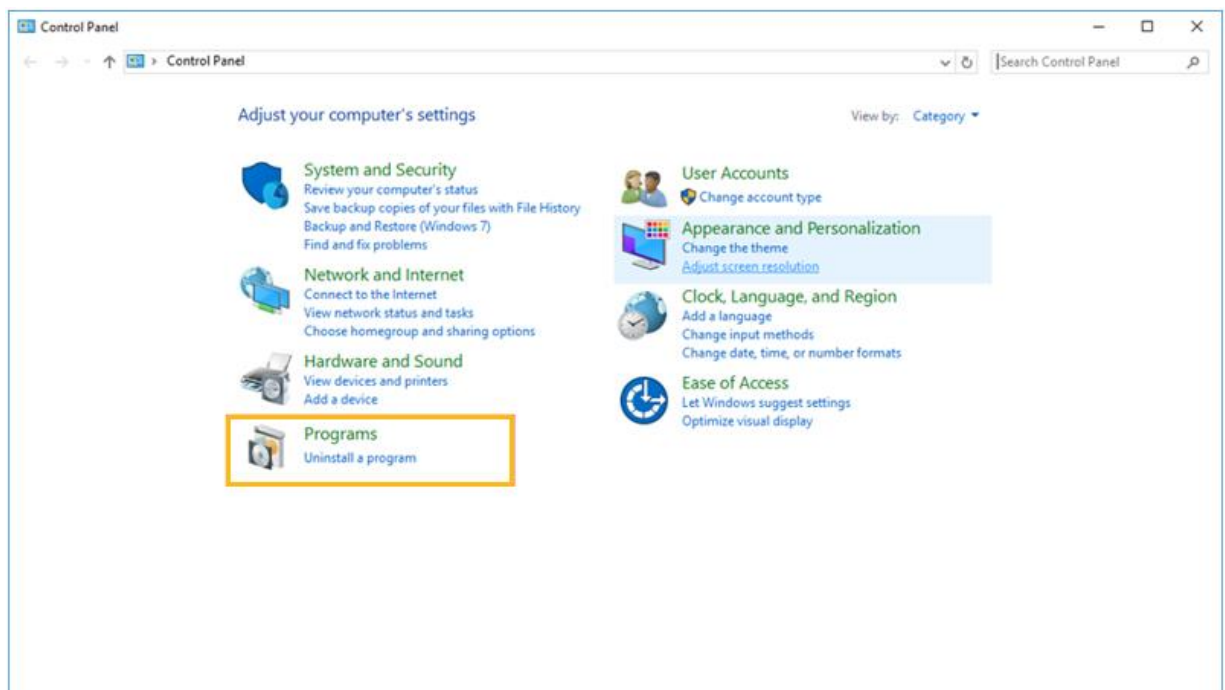 Control Panel
Control Panel
Search Control Panel
Adjust your computer's settings
View by: Category
System and Security
Review your computer's status
Save backup copies of your files with File History
Backup and Restore (Windows 7)
Find and fix problems
Network and Internet
Connect to the Internet
View network status and tasks
Choose homegroup and sharing options
Hardware and Sound
View devices and printers
Add a device
Programs
Uninstall a program
User Accounts
Change account type
Appearance and Personalization
Change the theme
Adjust screen resolution
Clock, Language, and Region
Add a language
Change input methods
Change date, time, or number formats
Ease of Access
Let Windows suggest settings
Optimize visual display